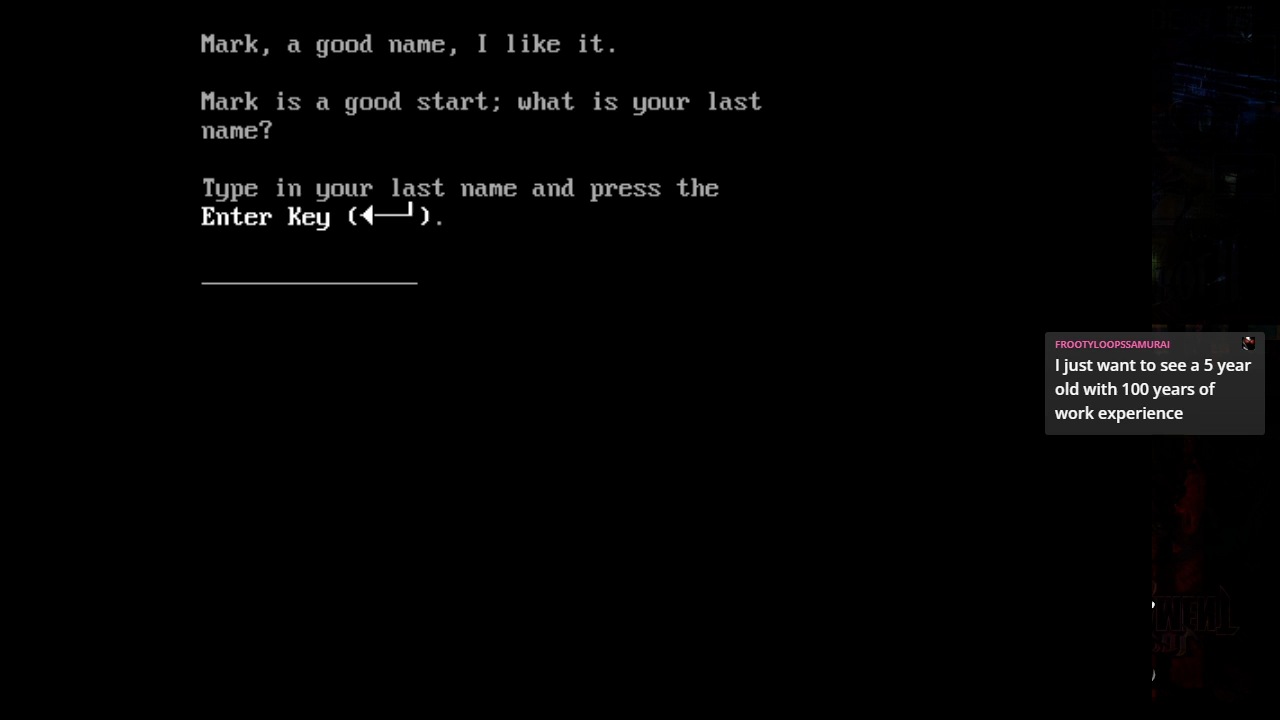 Mark, a good name, I like it.
Mark is a good start; what is your last
name?
Type in your last name and press the
Enter Key (◄─┘).
FROOTYLOOPSSAMURAI
I just want to see a 5 year
old with 100 years of
work experience